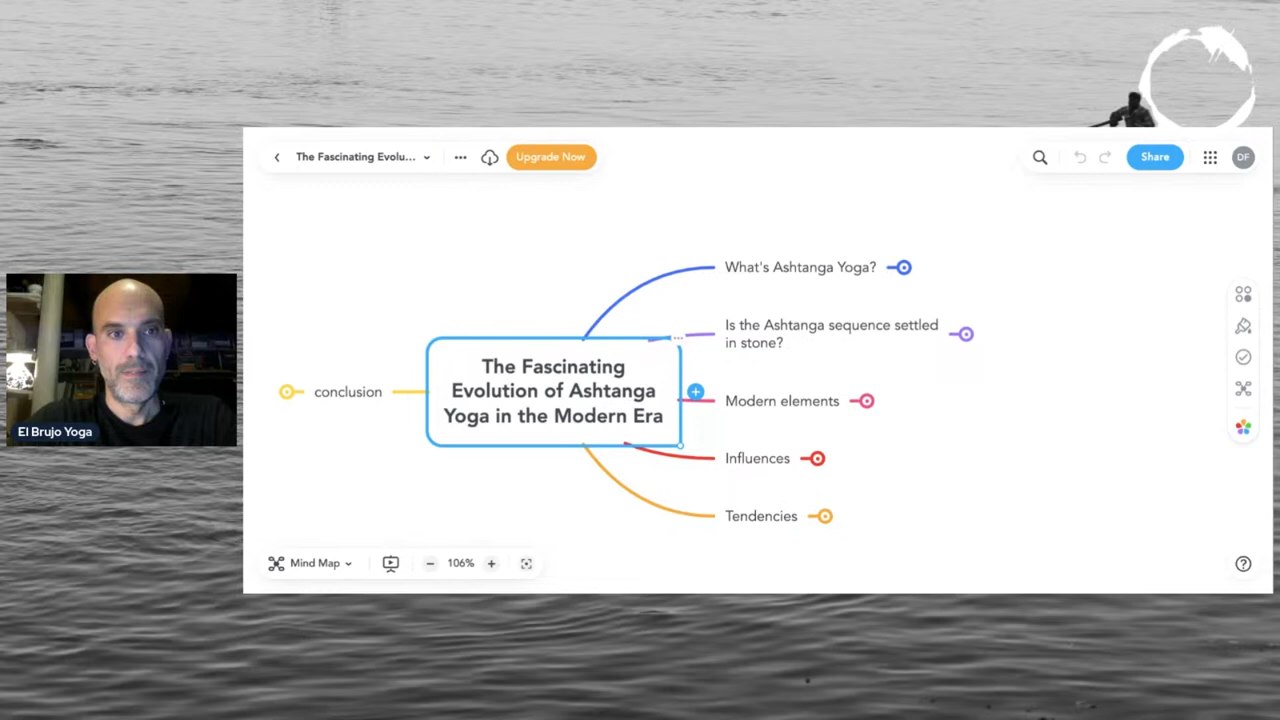 The Fascinating Evolu...
Upgrade Now
Share
DF
What's Ashtanga Yoga?
Is the Ashtanga sequence settled
in stone?
The Fascinating
Evolution of Ashtanga
Yoga in the Modern Era
conclusion
Modern elements
El Brujo Yoga
Influences
Tendencies
Mind Map
106%